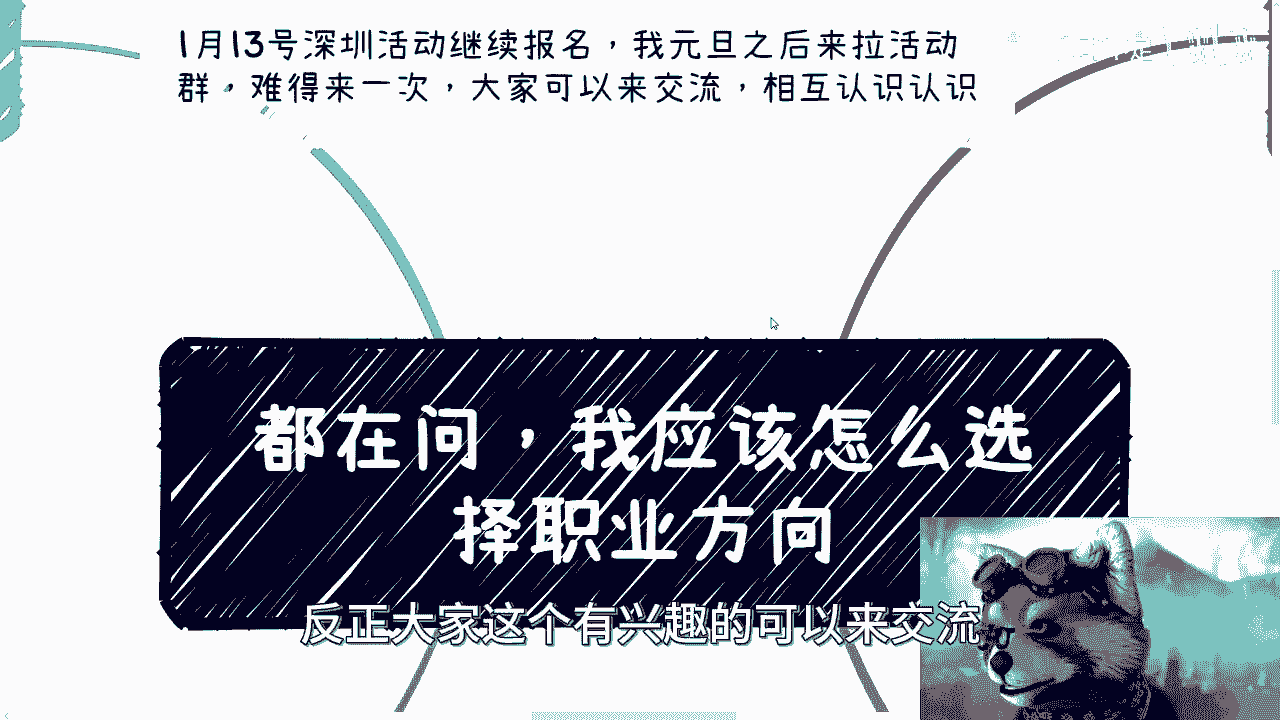 1月13号深圳活动继续报名，我元旦之后来拉活动
群，难得来一次，大家可以来交流，相互认识认识
都在问，我应该怎么选
择职业方向
反正大家这个有兴趣的可以来交流